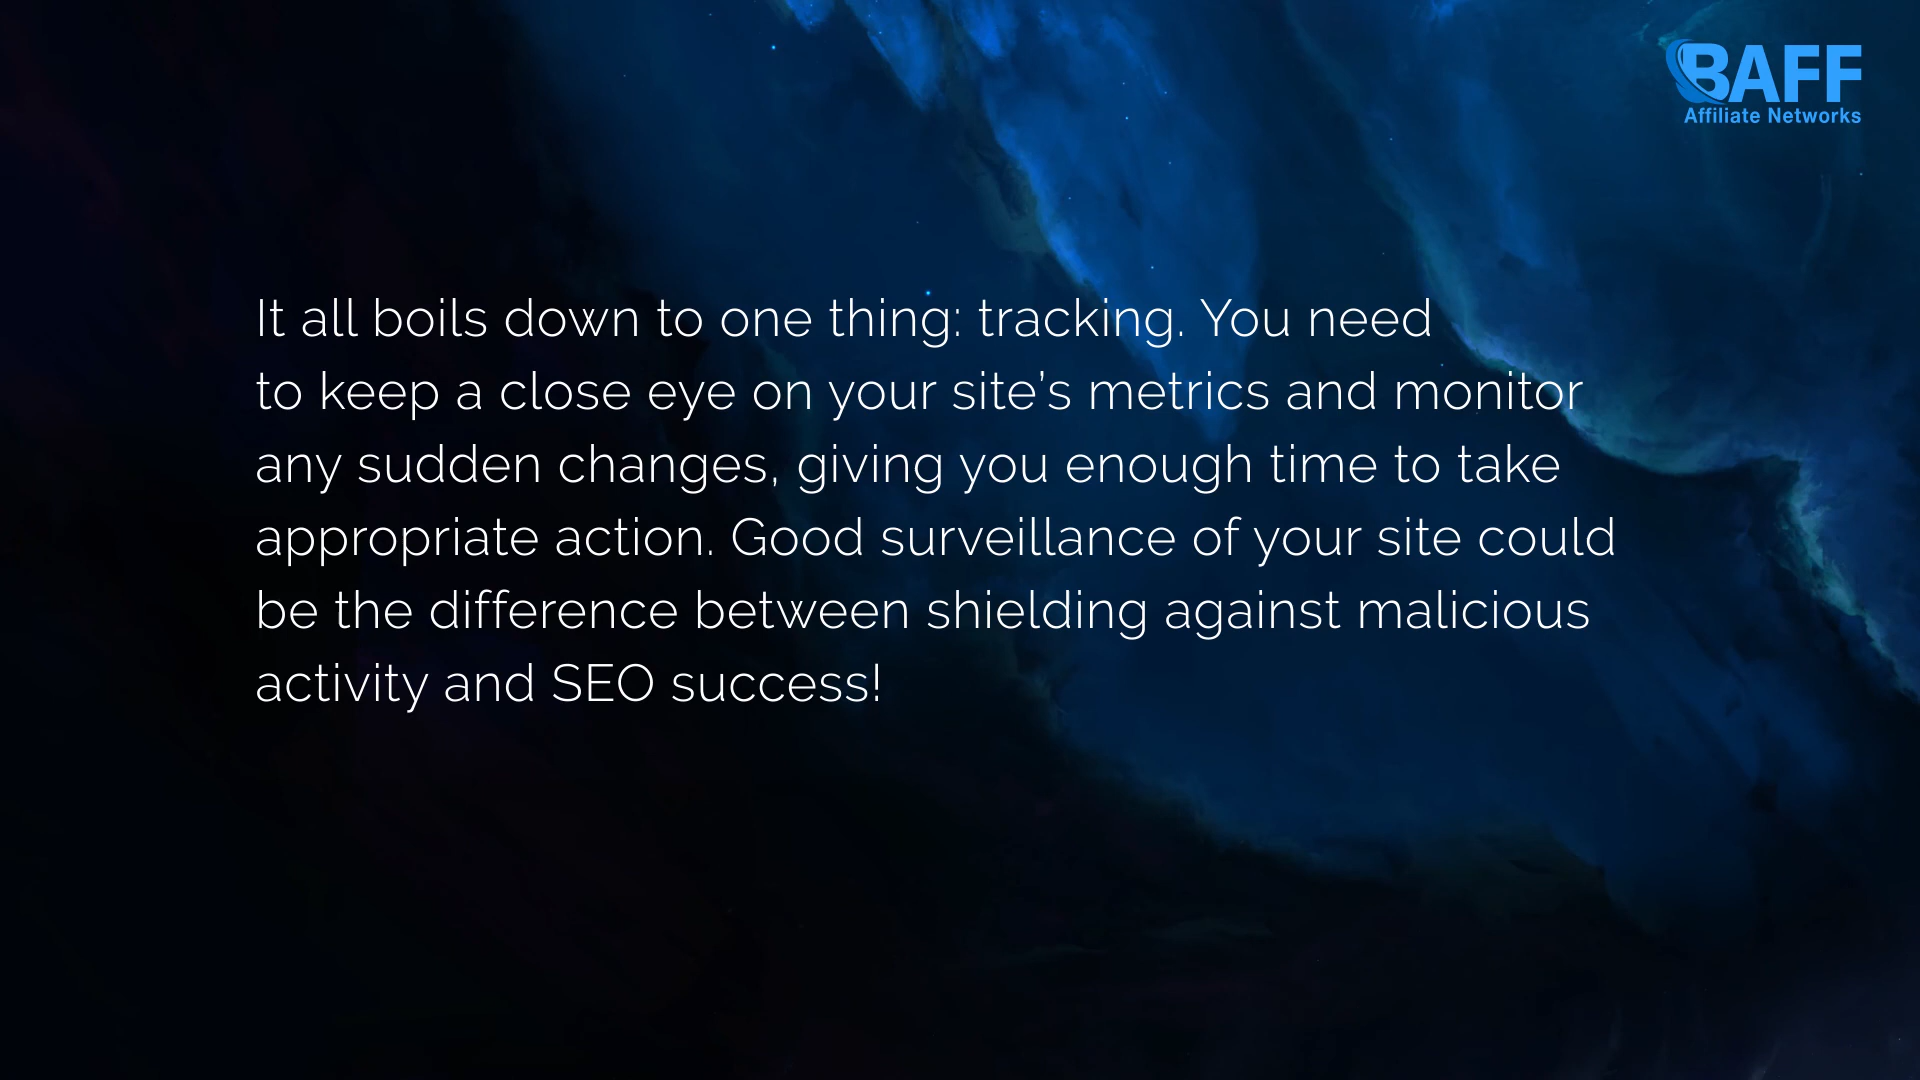 BAFF
Affiliate Networks
It all boils down to one thing: tracking. You need
to keep a close eye on your site’s metrics and monitor
any sudden changes, giving you enough time to take
appropriate action. Good surveillance of your site could
be the difference between shielding against malicious
activity and SEO success!